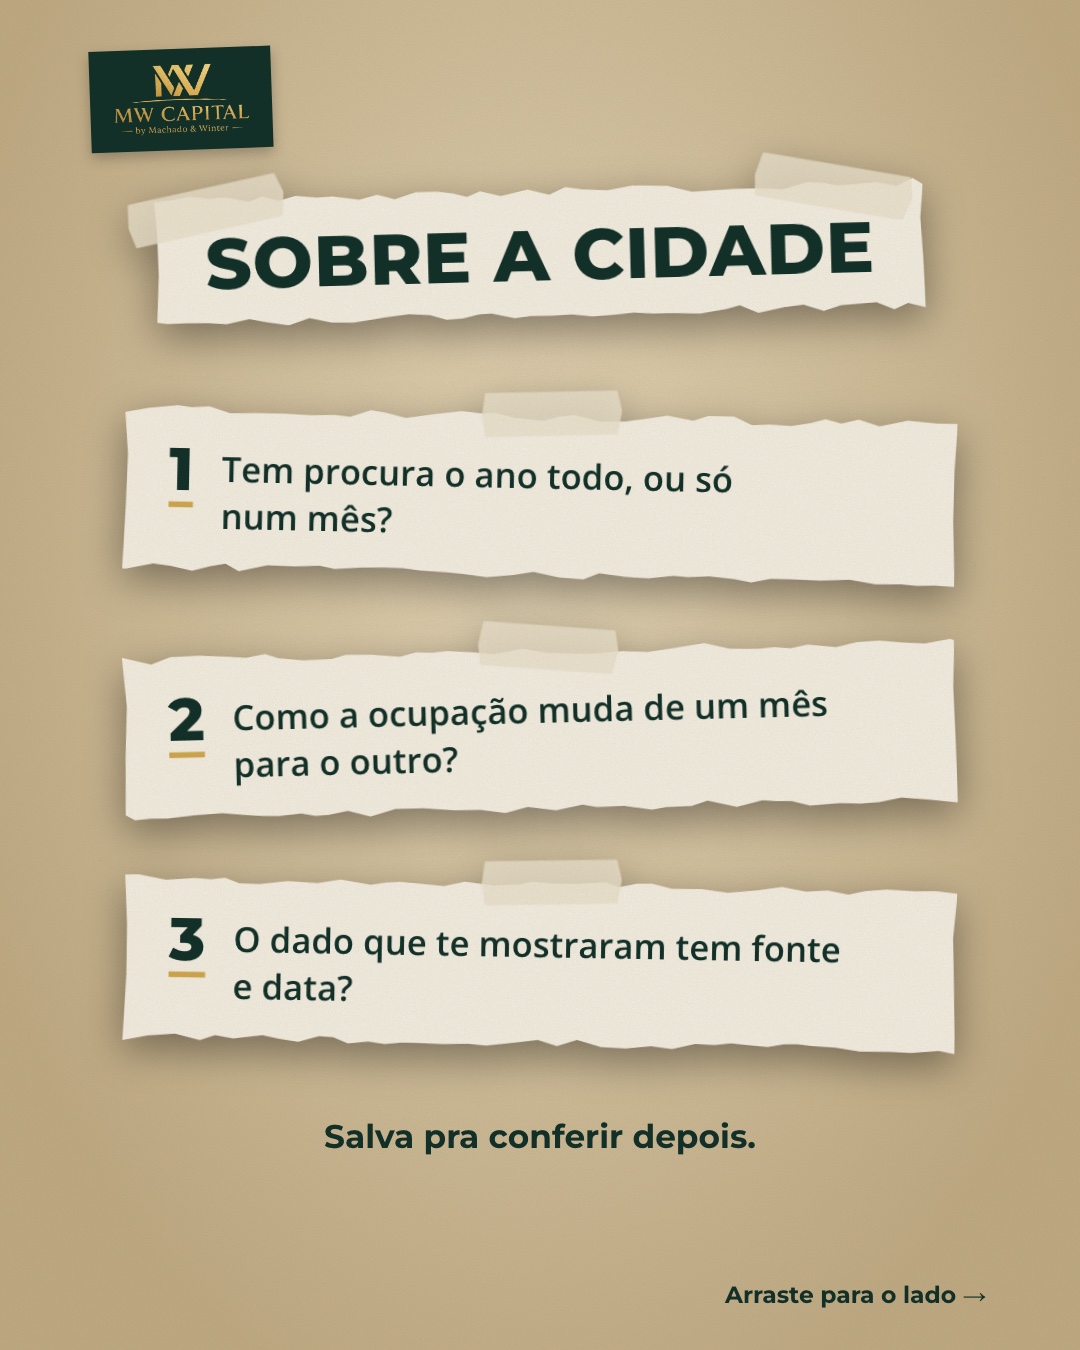 MW CAPITAL
by Machado & Winter
SOBRE A CIDADE
1 Tem procura o ano todo, ou só
num mês?
2 Como a ocupação muda de um mês
para o outro?
3 O dado que te mostraram tem fonte
e data?
Salva pra conferir depois.
Arraste para o lado →